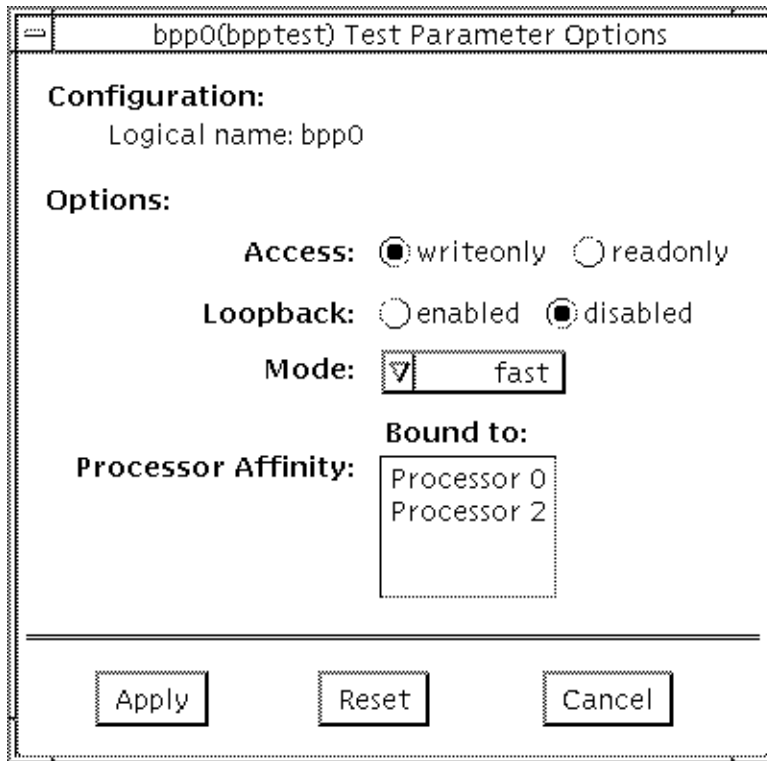 bpp0(bpptest) Test Parameter Options
Configuration:
Logical name: bpp0
Options:
Access: writeonly readonly
Loopback: enabled disabled
Mode: fast
Bound to:
Processor Affinity:
Processor 0
Processor 2
Apply Reset Cancel